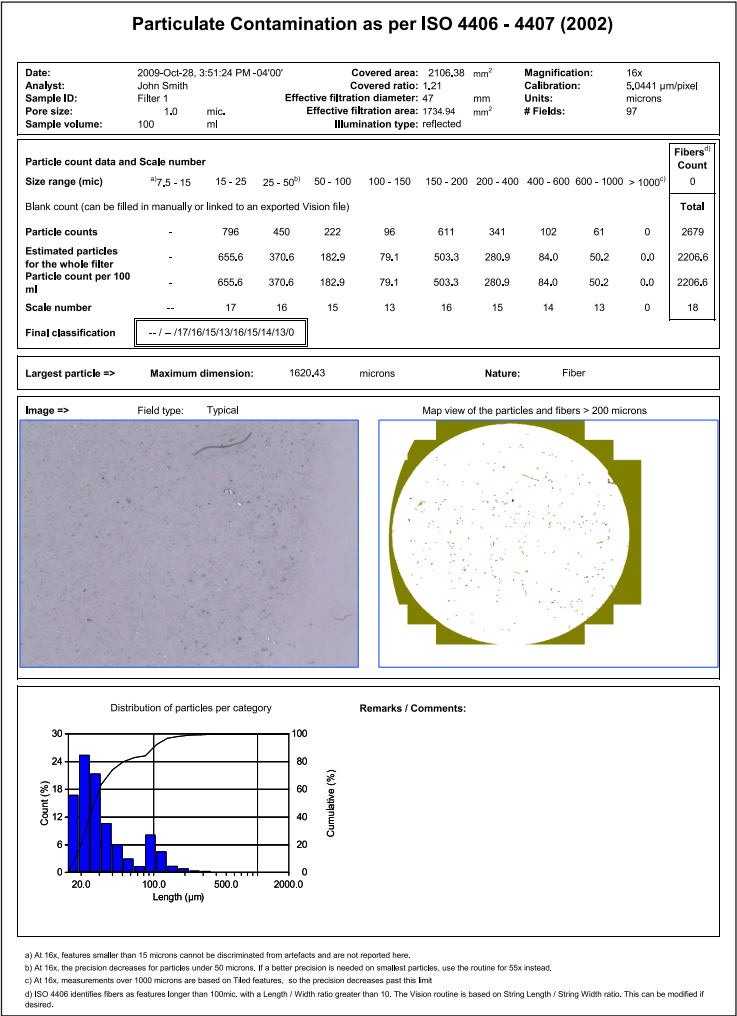 Particulate Contamination as per ISO 4406 - 4407 (2002)
Date: 2009-Oct-28, 3:51:24 PM -04'00' Covered area: 2106.38 mm² Magnification: 16x
Analyst: John Smith Covered ratio: 1.21 Calibration: 5.0441 µm/pixel
Sample ID: Filter 1 Effective filtration diameter: 47 mm Units: microns
Pore size: 1.0 mic. Effective filtration area: 1734.94 mm² # Fields: 97
Sample volume: 100 ml Illumination type: reflected
Particle count data and Scale number Fibers d) Count
Size range (mic) a)7.5 - 15 15 - 25 25 - 50b) 50 - 100 100 - 150 150 - 200 200 - 400 400 - 600 600 - 1000 > 1000c) 0
Blank count (can be filled in manually or linked to an exported Vision file) Total
Particle counts - 796 450 222 96 611 341 102 61 0 2679
Estimated particles for the whole filter - 655.6 370.6 182.9 79.1 503.3 280.9 84.0 50.2 0.0 2206.6
Particle count per 100 ml - 655.6 370.6 182.9 79.1 503.3 280.9 84.0 50.2 0.0 2206.6
Scale number -- 17 16 15 13 16 15 14 13 0 18
Final classification -- / -- /17/16/15/13/16/15/14/13/0
Largest particle => Maximum dimension: 1620.43 microns Nature: Fiber
Image => Field type: Typical Map view of the particles and fibers > 200 microns
Distribution of particles per category Remarks / Comments:
30 100
24 80
18 60
12 40
6 20
0 0
Count (%)
Cumulative (%)
20.0 100.0 500.0 2000.0
Length (µm)
a) At 16x, features smaller than 15 microns cannot be discriminated from artefacts and are not reported here.
b) At 16x, the precision decreases for particles under 50 microns. If a better precision is needed on smallest particles, use the routine for 55x instead.
c) At 16x, measurements over 1000 microns are based on Tiled features, so the precision decreases past this limit
d) ISO 4406 identifies fibers as features longer than 100mic. with a Length / Width ratio greater than 10. The Vision routine is based on String Length / String Width ratio. This can be modified if
desired.